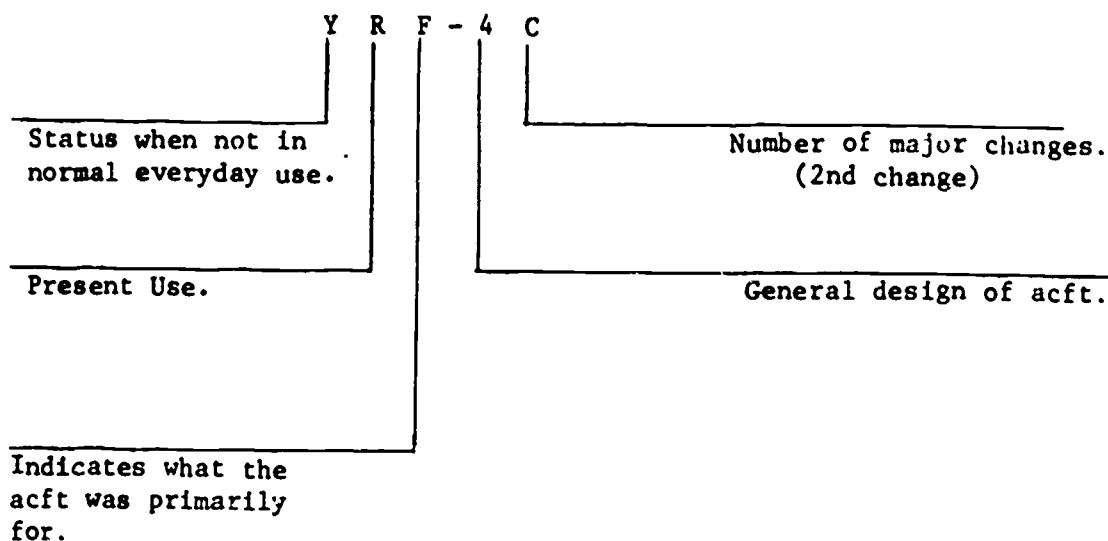 Y R F - 4 C
Status when not in
normal everyday use.
Number of major changes.
(2nd change)
Present Use.
General design of acft.
Indicates what the
acft was primarily
for.